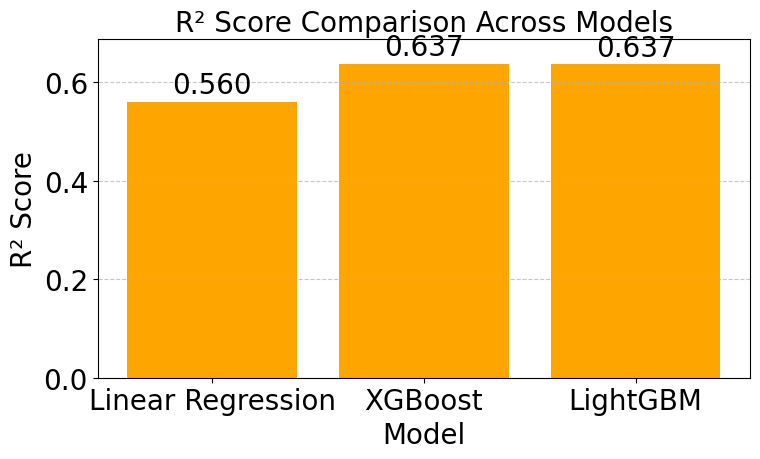 R² Score Comparison Across Models
R² Score
0.6
0.4
0.2
0.0
0.560
0.637
0.637
Linear Regression
XGBoost
LightGBM
Model